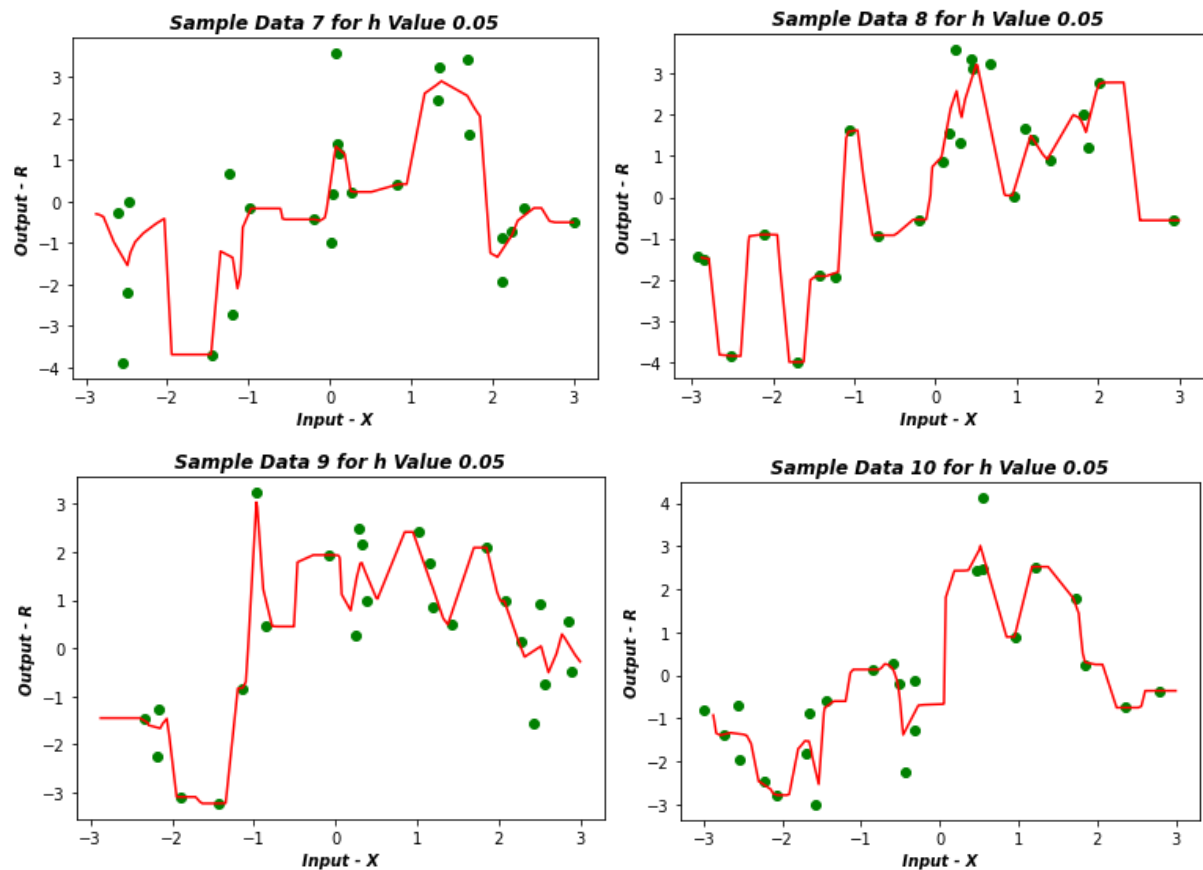 Sample Data 7 for h Value 0.05
Output - R
3
2
1
0
−1
−2
−3
−4
−3 −2 −1 0 1 2 3
Input - X
Sample Data 8 for h Value 0.05
Output - R
3
2
1
0
−1
−2
−3
−4
−3 −2 −1 0 1 2 3
Input - X
Sample Data 9 for h Value 0.05
Output - R
3
2
1
0
−1
−2
−3
−3 −2 −1 0 1 2 3
Input - X
Sample Data 10 for h Value 0.05
Output - R
4
3
2
1
0
−1
−2
−3
−3 −2 −1 0 1 2 3
Input - X